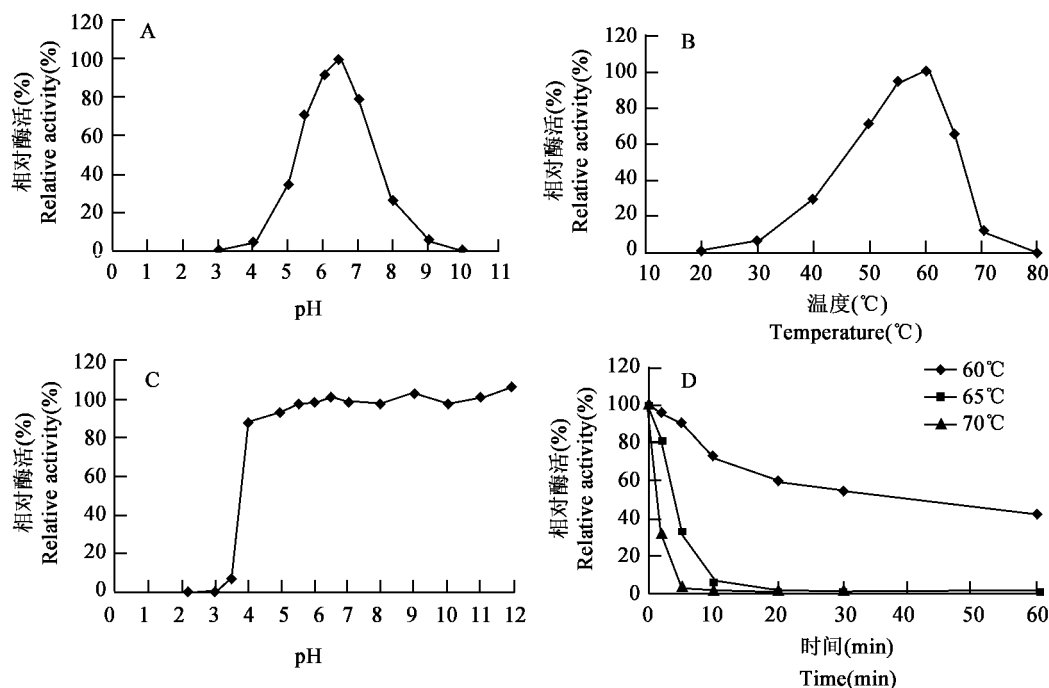 A
120
100
80
60
40
20
0
相对酶活(%)
Relative activity(%)
0 1 2 3 4 5 6 7 8 9 10 11
pH
B
120
100
80
60
40
20
0
相对酶活(%)
Relative activity(%)
10 20 30 40 50 60 70 80
温度(℃)
Temperature(℃)
C
120
100
80
60
40
20
0
相对酶活(%)
Relative activity(%)
0 1 2 3 4 5 6 7 8 9 10 11 12
pH
D
60℃
65℃
70℃
120
100
80
60
40
20
0
相对酶活(%)
Relative activity(%)
0 10 20 30 40 50 60
时间(min)
Time(min)